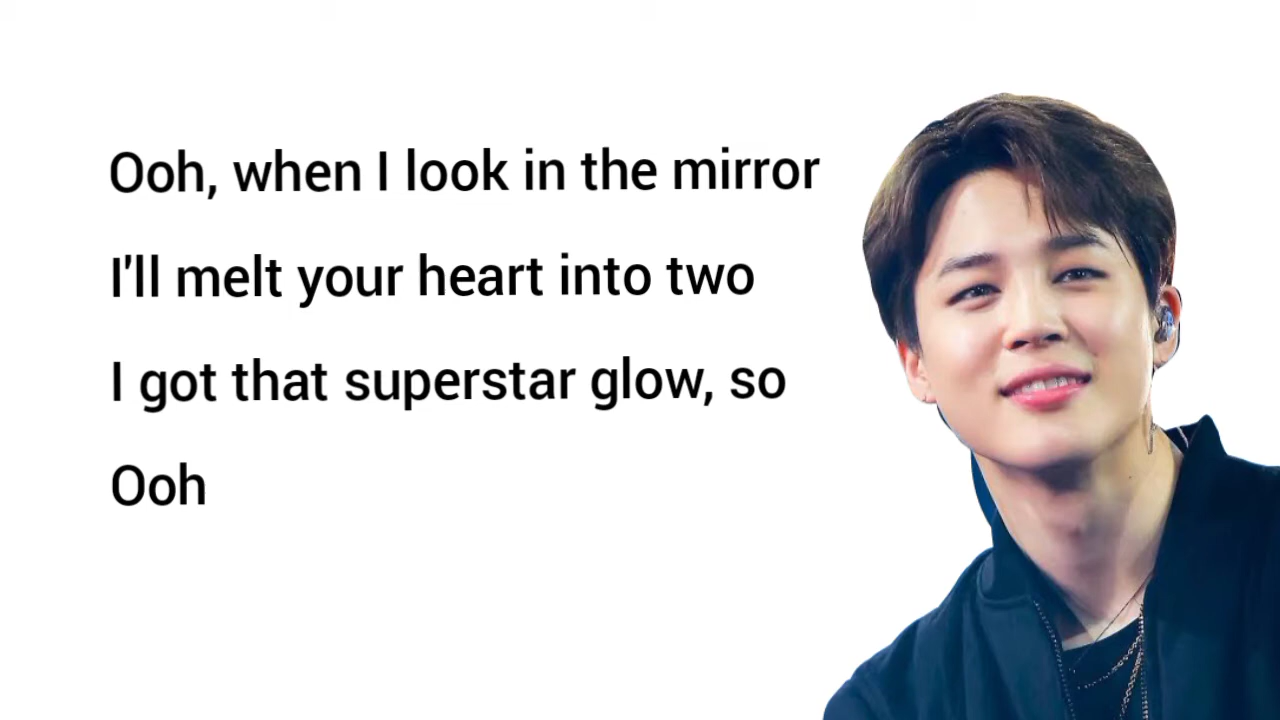 Ooh, when I look in the mirror
I'll melt your heart into two
I got that superstar glow, so
Ooh